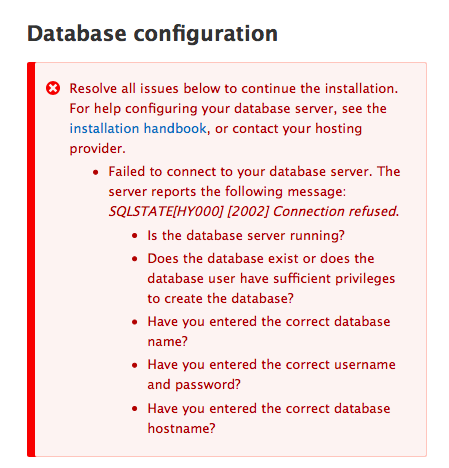 Database configuration
Resolve all issues below to continue the installation.
For help configuring your database server, see the
installation handbook, or contact your hosting
provider.
• Failed to connect to your database server. The
server reports the following message:
SQLSTATE[HY000] [2002] Connection refused.
• Is the database server running?
• Does the database exist or does the
database user have sufficient privileges
to create the database?
• Have you entered the correct database
name?
• Have you entered the correct username
and password?
• Have you entered the correct database
hostname?